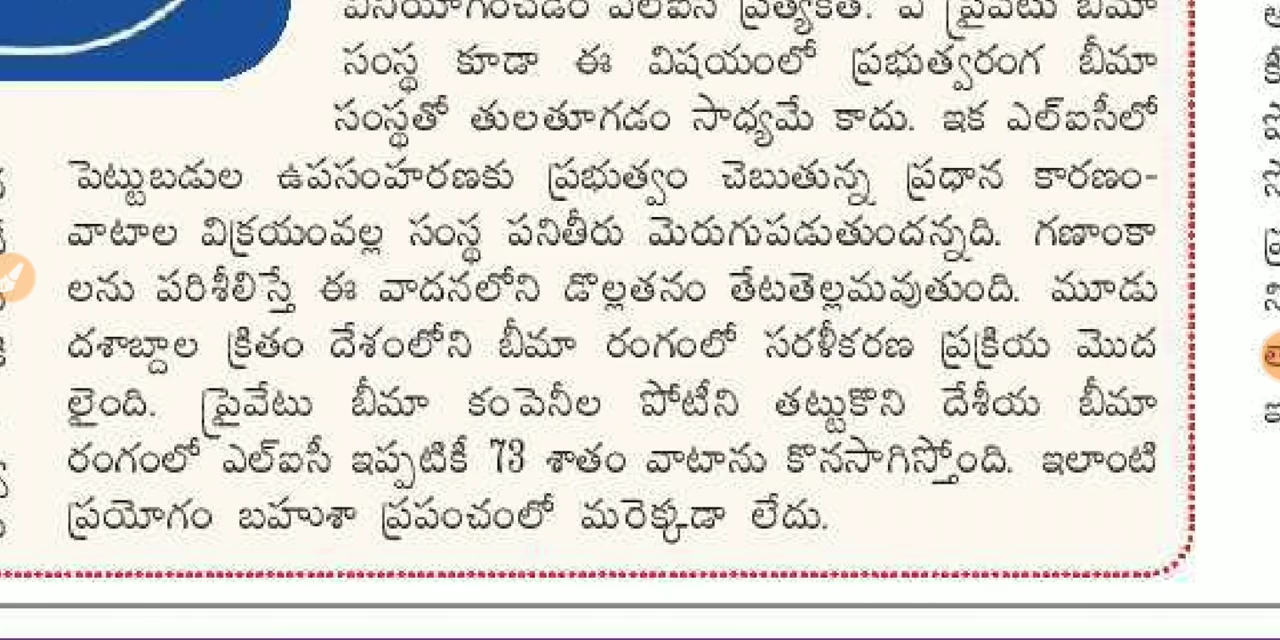 వినియోగించడం ఎల్ఐసి ప్రత్యేకత. ఏ ప్రైవేటు బీమా
సంస్థ కూడా ఈ విషయంలో ప్రభుత్వరంగ బీమా
సంస్థతో తులతూగడం సాధ్యమే కాదు. ఇక ఎల్ఐసీలో
పెట్టుబడుల ఉపసంహరణకు ప్రభుత్వం చెబుతున్న ప్రధాన కారణం-
వాటాల విక్రయంవల్ల సంస్థ పనితీరు మెరుగుపడుతుందన్నది. గణాంకా
లను పరిశీలిస్తే ఈ వాదనలోని డొల్లతనం తేటతెల్లమవుతుంది. మూడు
దశాబ్దాల క్రితం దేశంలోని బీమా రంగంలో సరళీకరణ ప్రక్రియ మొద
లైంది. ప్రైవేటు బీమా కంపెనీల పోటీని తట్టుకొని దేశీయ బీమా
రంగంలో ఎల్ఐసీ ఇప్పటికీ 73 శాతం వాటాను కొనసాగిస్తోంది. ఇలాంటి
ప్రయోగం బహుశా ప్రపంచంలో మరెక్కడా లేదు.